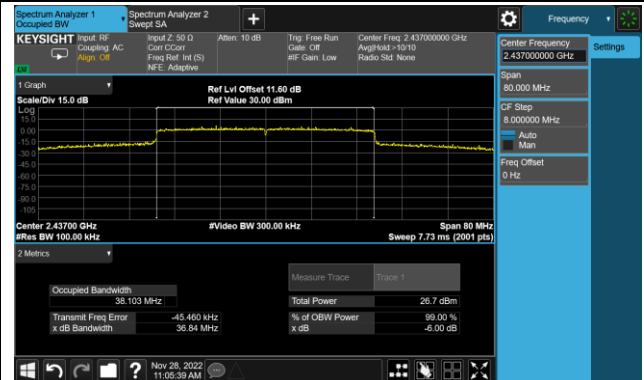 Spectrum Analyzer 1
Occupied BW
Spectrum Analyzer 2
Swept SA
Frequency
KEYSIGHT
Input: RF
Coupling: AC
Align: Off
Input Z: 50 Ω
Corr CCorr
Freq Ref: Int (S)
NFE: Adaptive
Atten: 10 dB
Trig: Free Run
Gate: Off
#IF Gain: Low
Center Freq: 2.437000000 GHz
Avg|Hold:>10/10
Radio Std: None
LXI
Center Frequency
2.437000000 GHz
Settings
Span
80.000 MHz
CF Step
8.000000 MHz
Auto
Man
Freq Offset
0 Hz
1 Graph
Scale/Div 15.0 dB
Ref Lvl Offset 11.60 dB
Ref Value 30.00 dBm
Log
15.0
0.00
-15.0
-30.0
-45.0
-60.0
-75.0
-90.0
-105
Center 2.43700 GHz
#Res BW 100.00 kHz
#Video BW 300.00 kHz
Span 80 MHz
Sweep 7.73 ms (2001 pts)
2 Metrics
Measure Trace
Trace 1
Occupied Bandwidth
38.103 MHz
Total Power
26.7 dBm
Transmit Freq Error
-45.460 kHz
% of OBW Power
99.00 %
x dB Bandwidth
36.84 MHz
x dB
-6.00 dB
Nov 28, 2022
11:05:39 AM